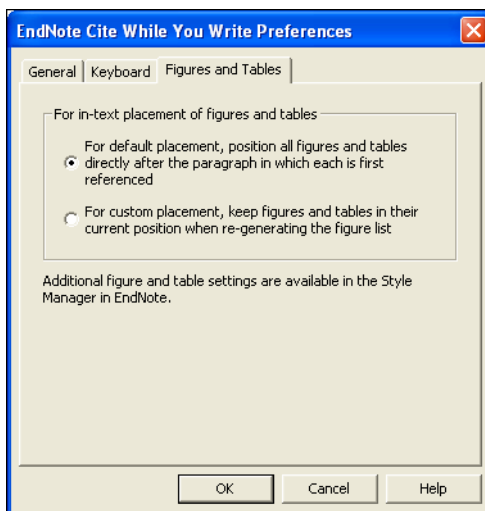 EndNote Cite While You Write Preferences
General Keyboard Figures and Tables
For in-text placement of figures and tables
For default placement, position all figures and tables
directly after the paragraph in which each is first
referenced
For custom placement, keep figures and tables in their
current position when re-generating the figure list
Additional figure and table settings are available in the Style
Manager in EndNote.
OK Cancel Help